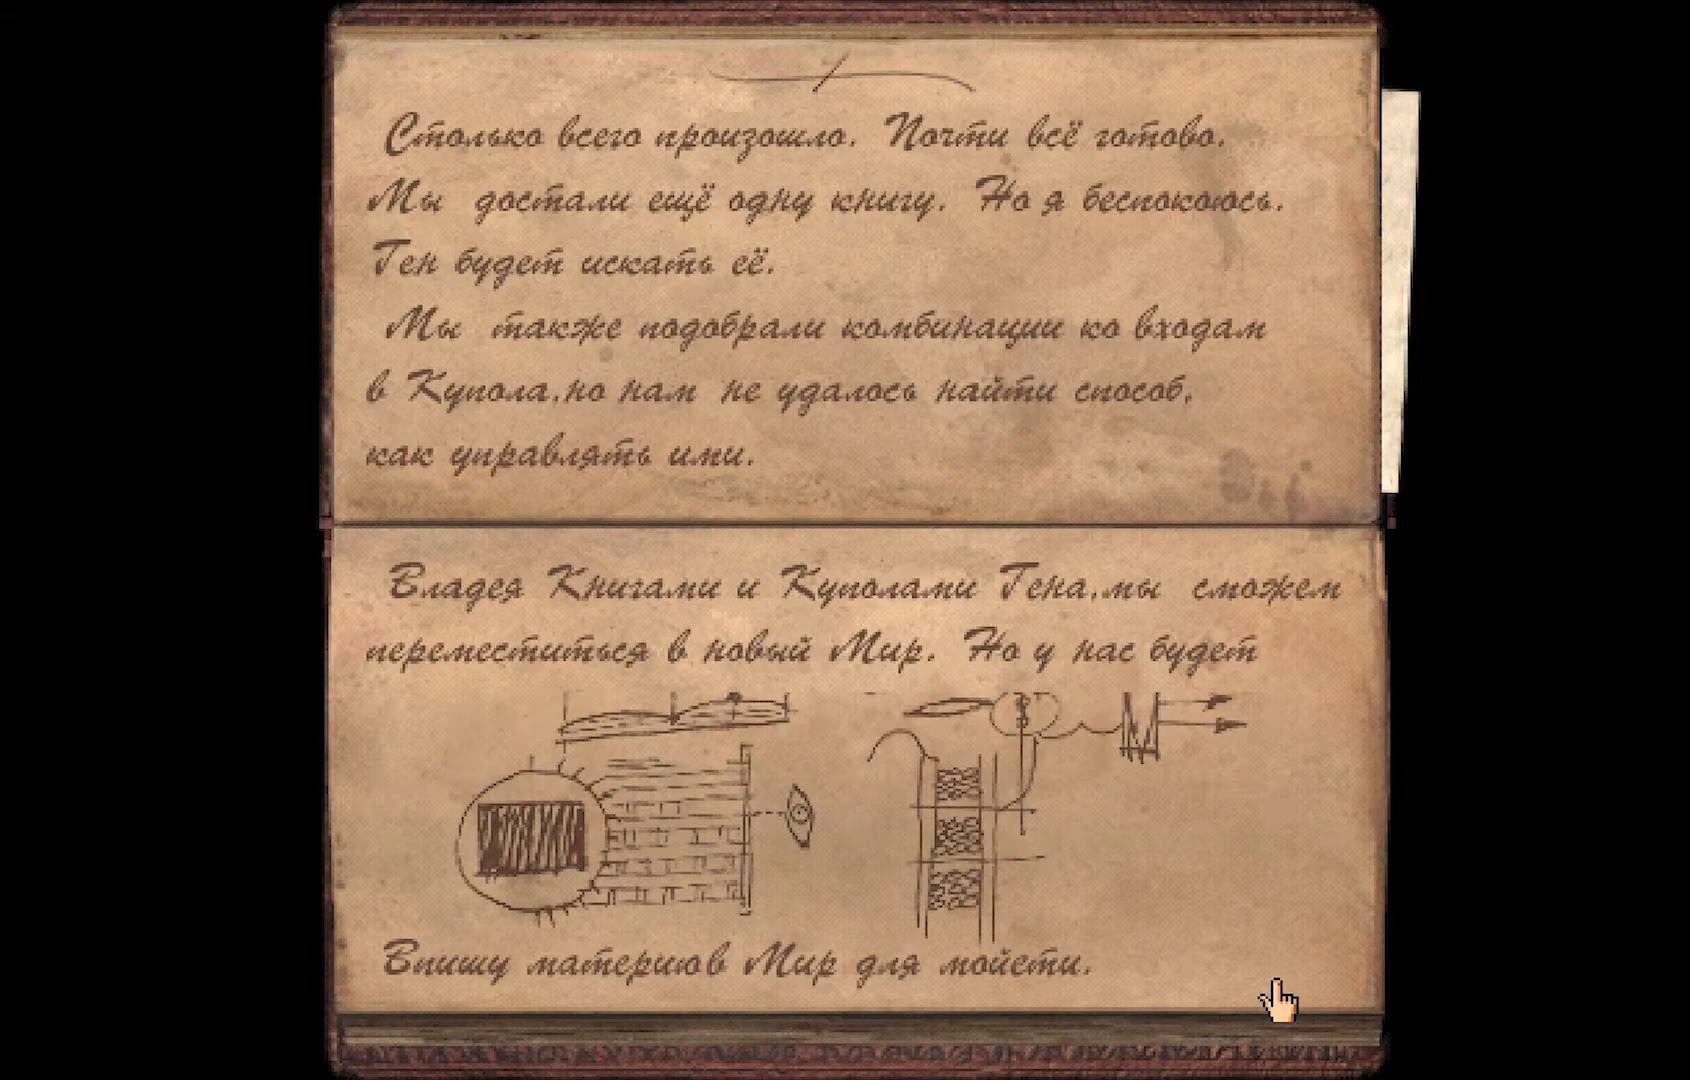 Столько всего произошло. Почти всё готово.
Мы достали ещё одну книгу. Но я беспокоюсь.
Ген будет искать её.
Мы также подобрали комбинации ко входам
в Купола,но нам не удалось найти способ,
как управлять ими.
Владея Книгами и Куполами Гена,мы сможем
переместиться в новый Мир. Но у нас будет
Впишу материюв Мир для мойсти.